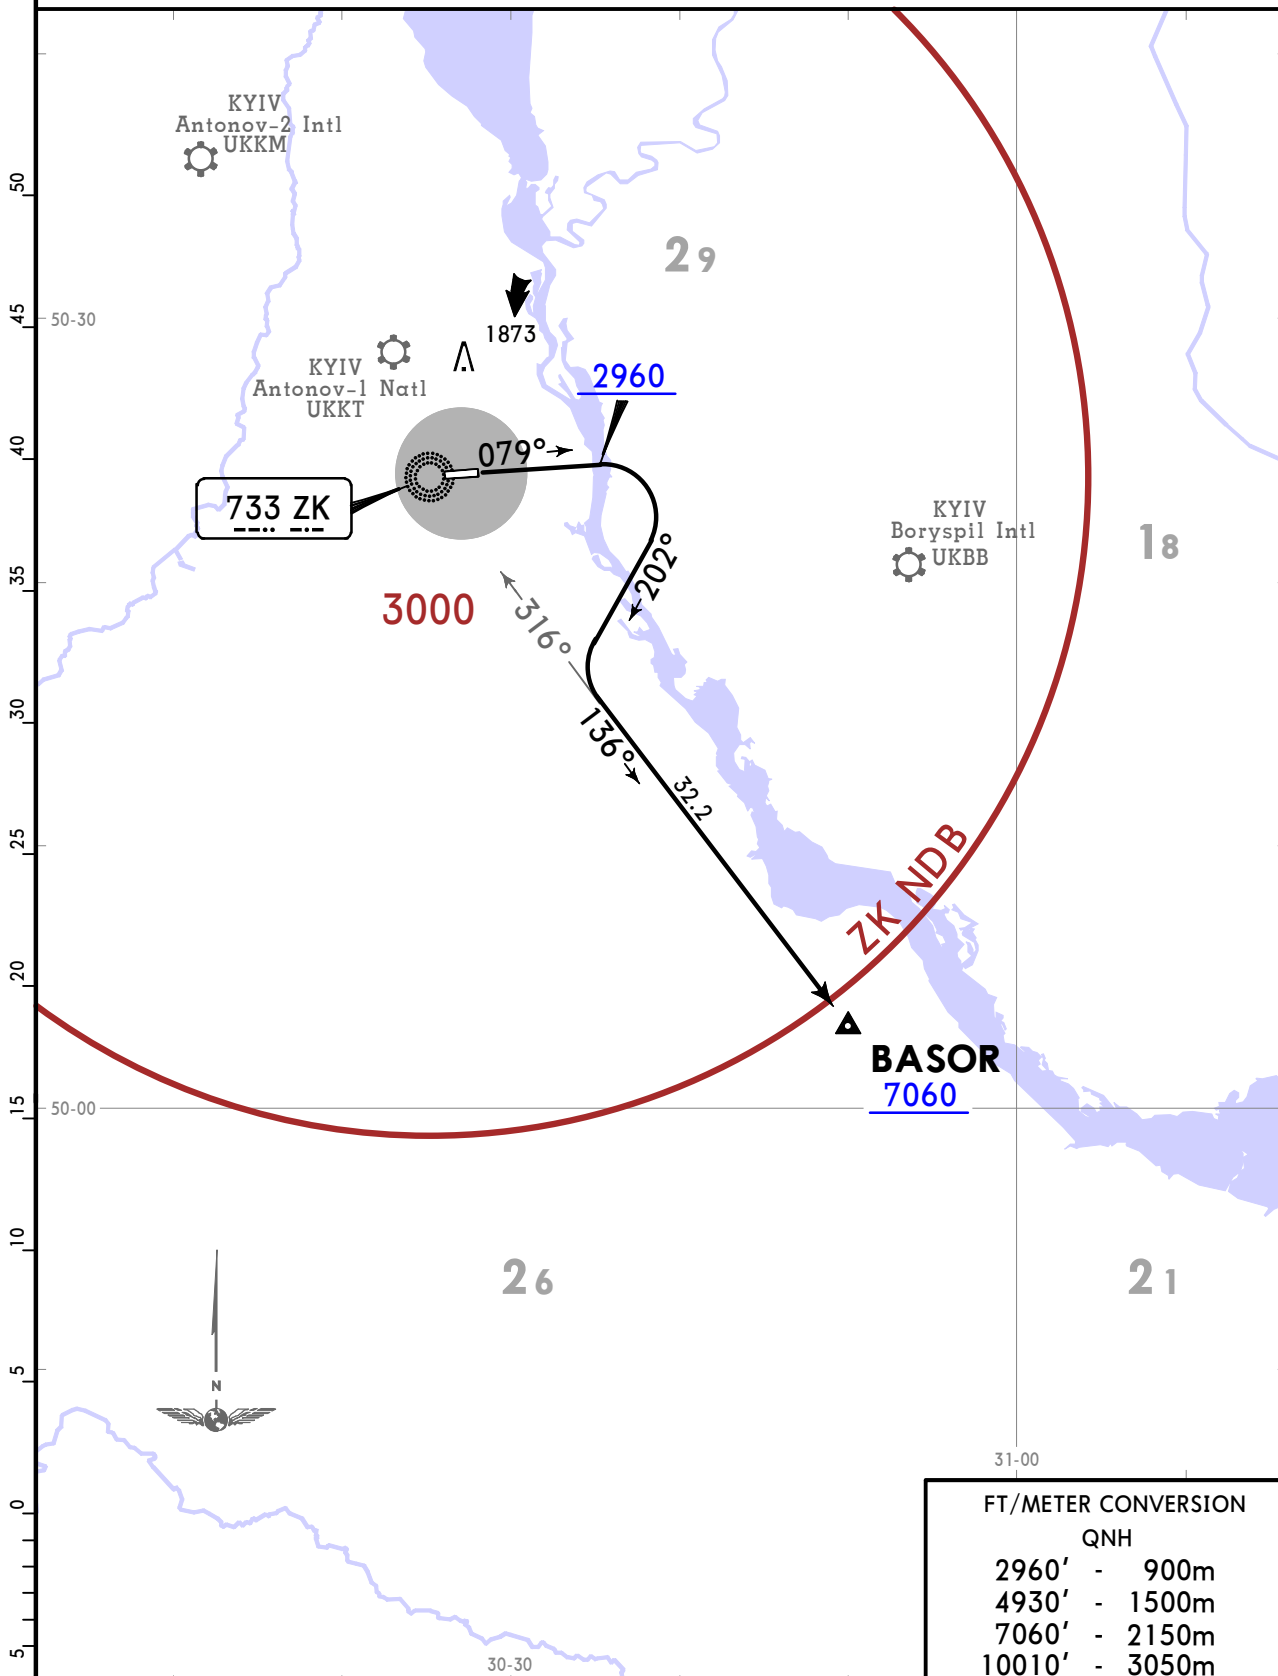 KYIV
Antonov-2 Intl
UKKM
50
29
45
50-30
1873
KYIV
Antonov-1 Natl
UKKT
2960
40
079°
733 ZK
KYIV
Boryspil Intl
UKBB
18
35
202°
3000
316°
30
136°
32.2
25
ZK NDB
20
BASOR
7060
15
50-00
10
26
21
5
N
31-00
0
FT/METER CONVERSION
QNH
2960' - 900m
4930' - 1500m
7060' - 2150m
10010' - 3050m
5
30-30